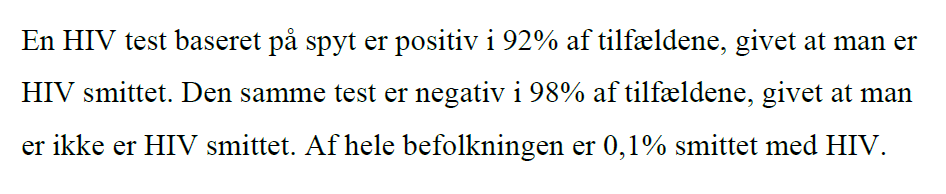 En HIV test baseret på spyt er positiv i 92% af tilfældene, givet at man er
HIV smittet. Den samme test er negativ i 98% af tilfældene, givet at man
er ikke er HIV smittet. Af hele befolkningen er 0,1% smittet med HIV.